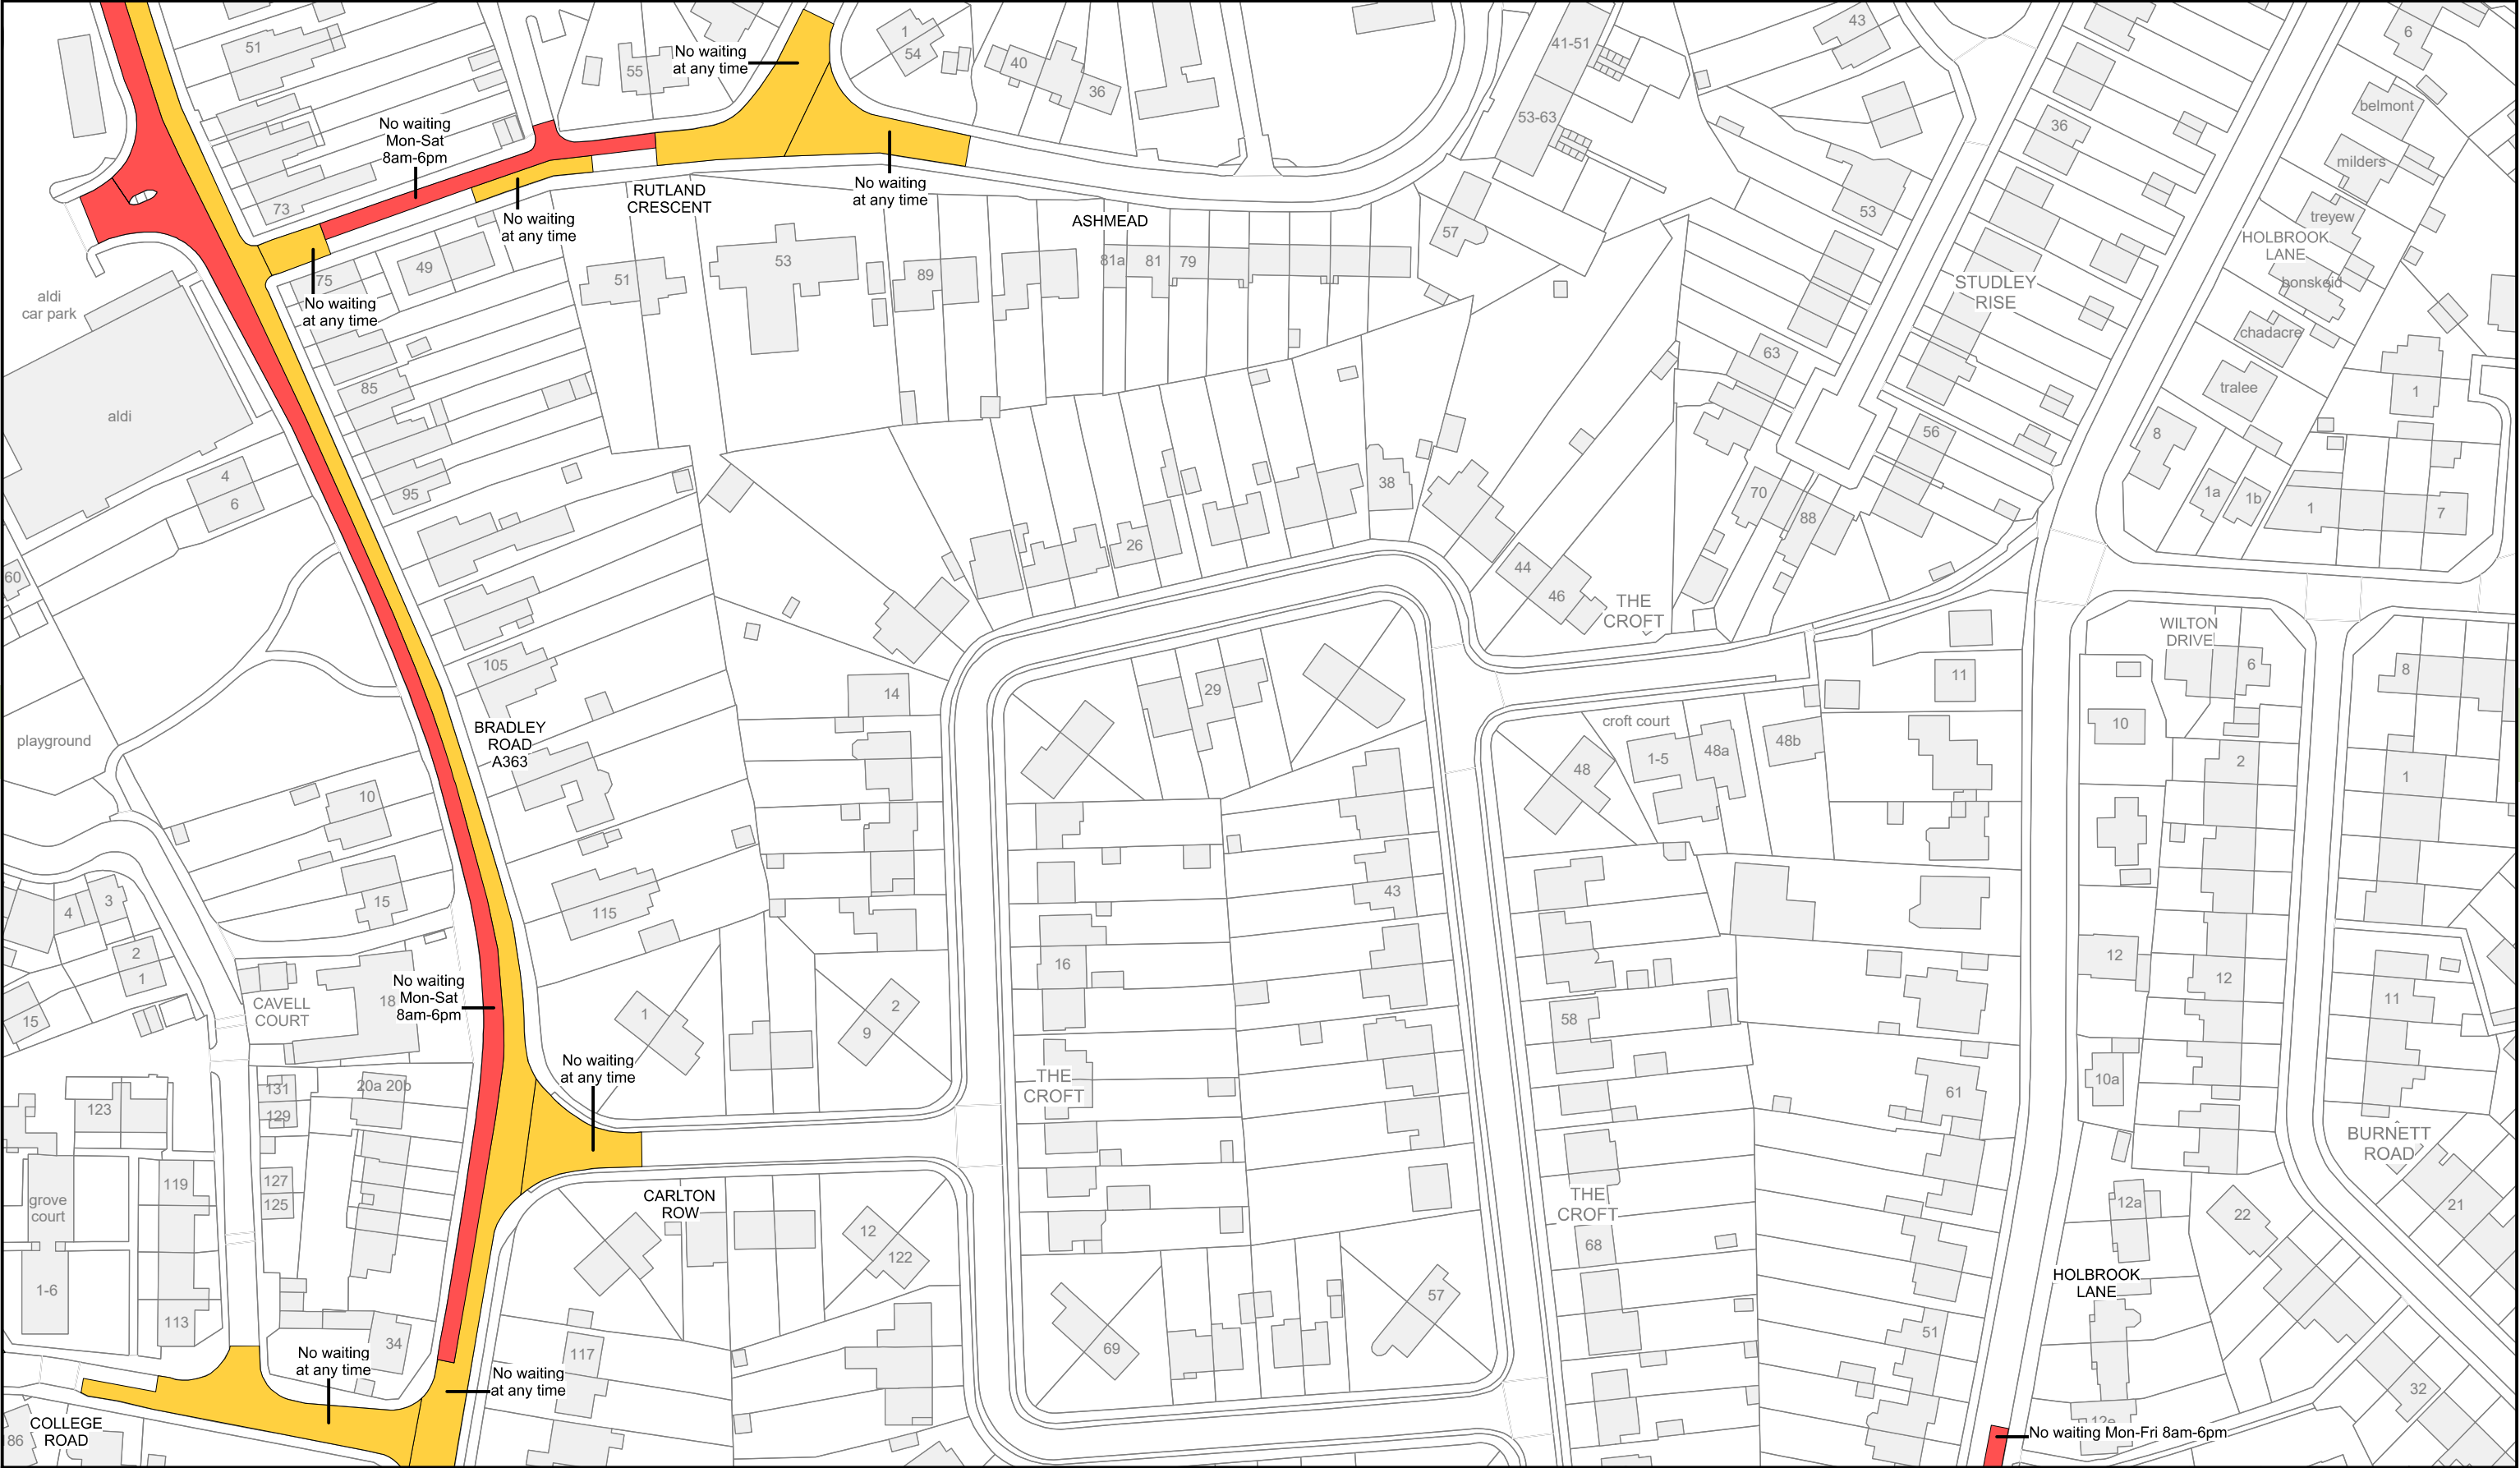 51
55
No waiting
at any time
1
54
40
36
41-51
53-63
43
6
belmont
36
milders
No waiting
Mon-Sat
8am-6pm
73
RUTLAND
CRESCENT
No waiting
at any time
No waiting
at any time
ASHMEAD
57
53
treyew
HOLBROOK
LANE
bonskeid
STUDLEY
RISE
chadacre
tralee
75
49
51
53
89
81a
81
79
No waiting
at any time
aldi
car park
aldi
85
95
4
6
63
56
1
8
1a
1b
1
7
38
26
70
88
44
46
THE
CROFT
60
105
14
29
11
WILTON
DRIVE
6
8
10
2
1
playground
BRADLEY
ROAD
A363
croft court
48
1-5
48a
48b
10
15
115
43
4
3
2
1
15
CAVELL
COURT
18
No waiting
Mon-Sat
8am-6pm
1
2
9
16
58
12
12
11
No waiting
at any time
THE
CROFT
61
10a
131
129
20a 20b
123
127
125
119
grove
court
1-6
113
CARLTON
ROW
12
122
THE
CROFT
68
BURNETT
ROAD
21
12a
22
HOLBROOK
LANE
57
69
51
34
117
No waiting
at any time
No waiting
at any time
32
COLLEGE
ROAD
86
12e
No waiting Mon-Fri 8am-6pm